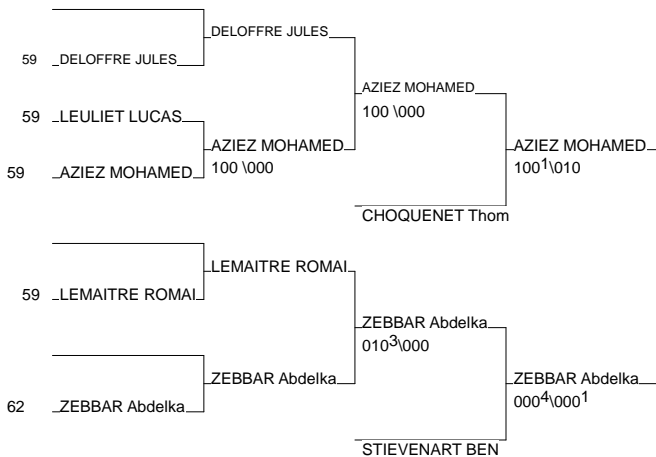 DELOFFRE JULES
59 DELOFFRE JULES
AZIEZ MOHAMED
100 \000
59 LEULIET LUCAS
AZIEZ MOHAMED
100 \000
AZIEZ MOHAMED
100¹\010
59 AZIEZ MOHAMED
CHOQUENET Thom
LEMAITRE ROMAI
59 LEMAITRE ROMAI
ZEBBAR Abdelka
010³\000
ZEBBAR Abdelka
ZEBBAR Abdelka
000⁴\000¹
62 ZEBBAR Abdelka
STIEVENART BEN